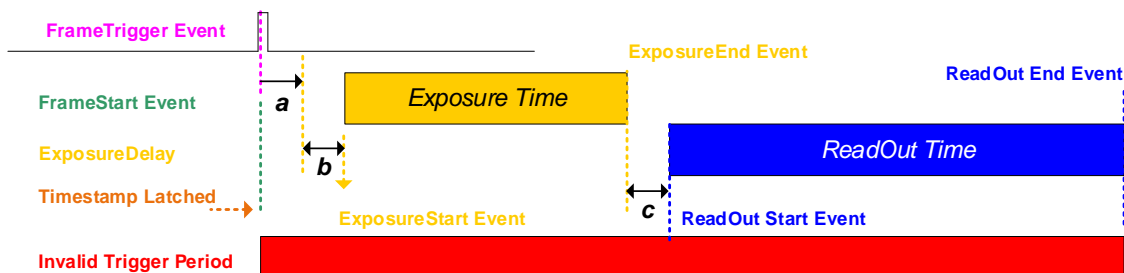 FrameTrigger Event
ExposureEnd Event
ReadOut End Event
FrameStart Event
a
Exposure Time
ExposureDelay
b
ReadOut Time
Timestamp Latched
c
ExposureStart Event
ReadOut Start Event
Invalid Trigger Period